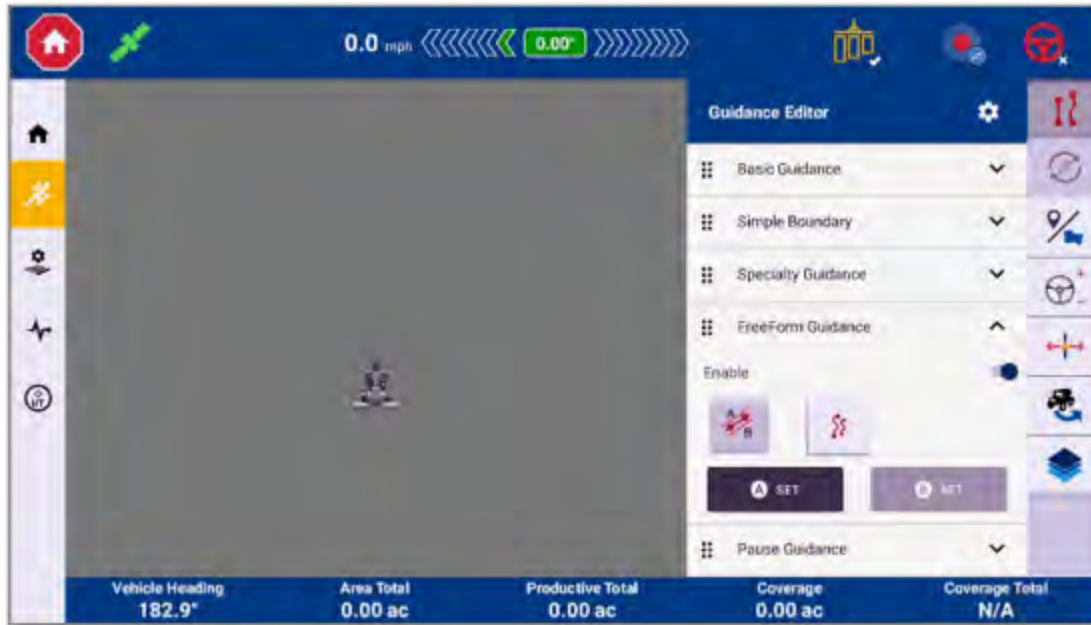 0.0 mph 0.00°
Guidance Editor
Basic Guidance
Simple Boundary
Specialty Guidance
FreeForm Guidance
Enable
A B
A SET B SET
Pause Guidance
Vehicle Heading Area Total Productive Total Coverage Coverage Total
182.9° 0.00 ac 0.00 ac 0.00 ac N/A